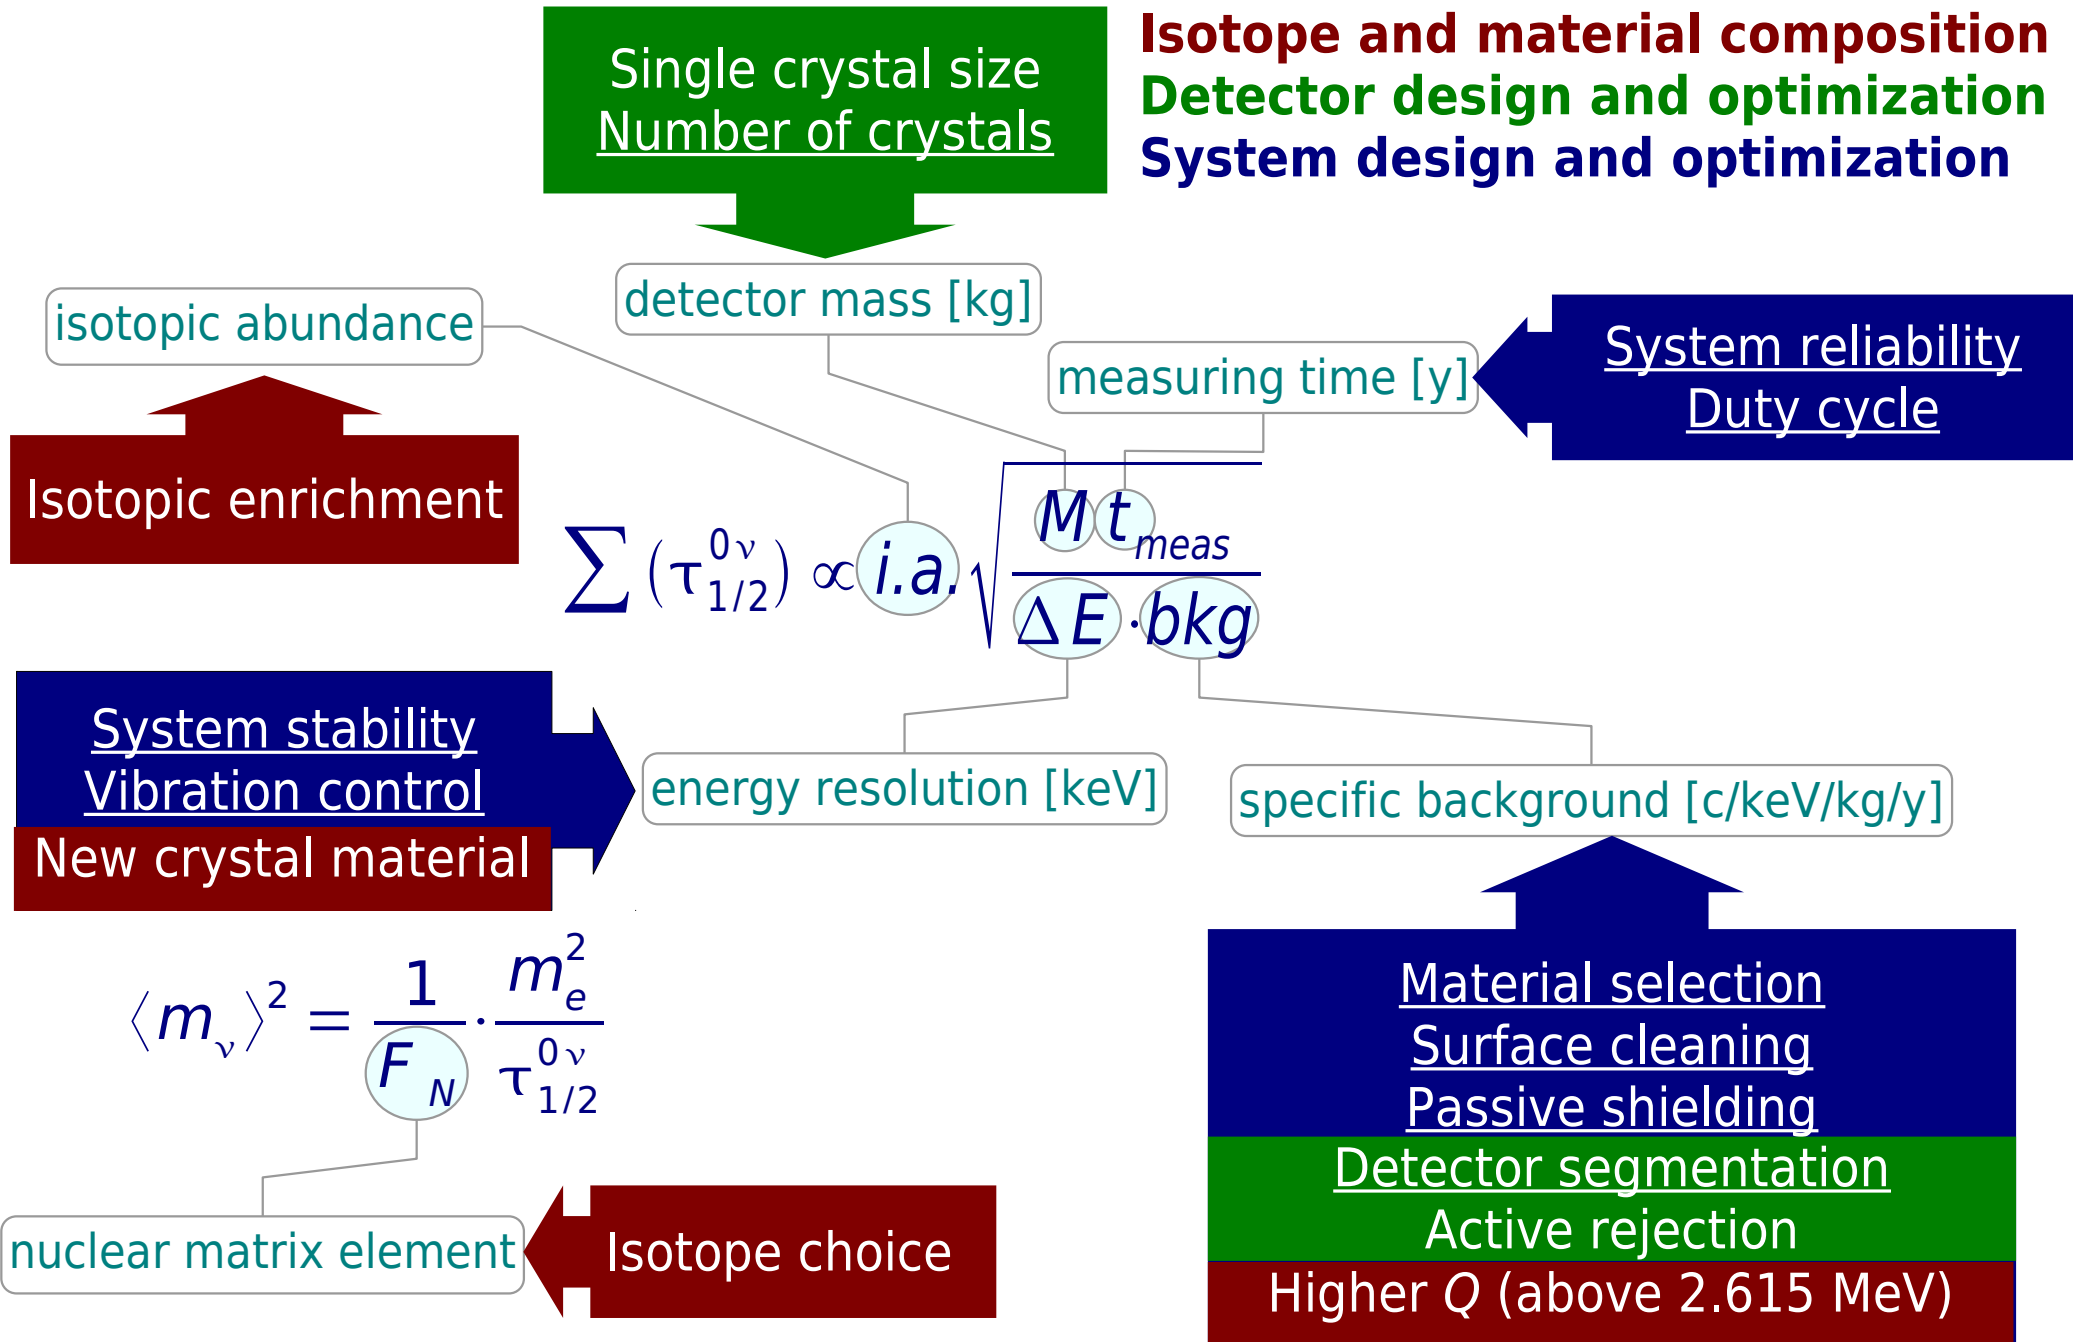 Single crystal size
Number of crystals
Isotope and material composition
Detector design and optimization
System design and optimization
isotopic abundance
detector mass [kg]
measuring time [y]
System reliability
Duty cycle
Isotopic enrichment
∑ (τ_{1/2}^{0ν}) ∝ i.a. √(M t_{meas} / (ΔE · bkg))
System stability
Vibration control
New crystal material
energy resolution [keV]
specific background [c/keV/kg/y]
⟨m_ν⟩² = 1/F_N · m_e²/τ_{1/2}^{0ν}
nuclear matrix element
Isotope choice
Material selection
Surface cleaning
Passive shielding
Detector segmentation
Active rejection
Higher Q (above 2.615 MeV)